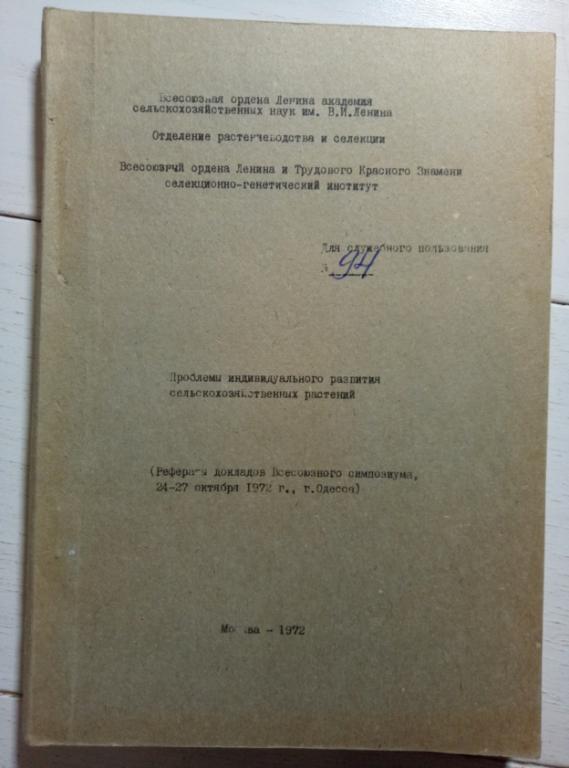 Всесоюзная ордена Ленина академия
сельскохозяйственных наук им. В.И.Ленина
Отделение растениеводства и селекции
Всесоюзный ордена Ленина и Трудового Красного Знамени
селекционно-генетический институт
Для служебного пользования
№ 94
Проблемы индивидуального развития
сельскохозяйственных растений
(Рефераты докладов Всесоюзного симпозиума,
24-27 октября 1972 г., г.Одесса)
Москва - 1972